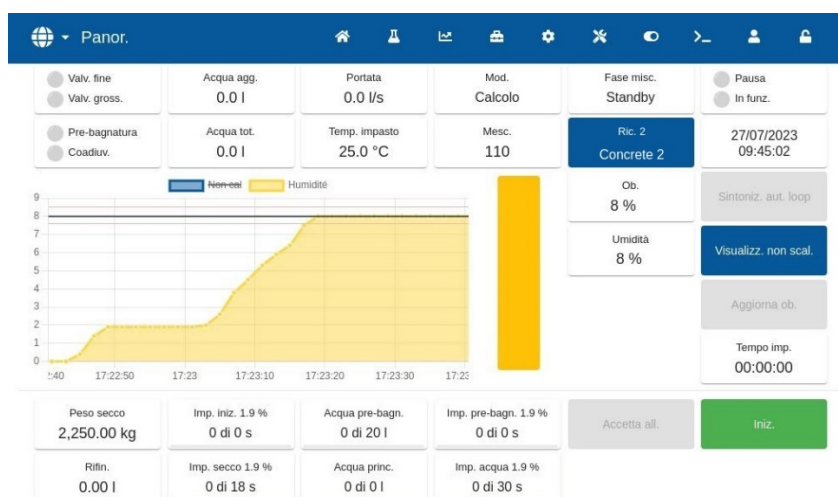 Panor.
Valv. fine
Valv. gross.
Acqua agg.
0.0 l
Portata
0.0 l/s
Mod.
Calcolo
Fase misc.
Standby
Pausa
In funz.
Pre-bagnatura
Coadiuv.
Acqua tot.
0.0 l
Temp. impasto
25.0 °C
Mesc.
110
Ric. 2
Concrete 2
27/07/2023
09:45:02
Non cal
Humidité
9
8
7
6
5
4
3
2
1
0
:40 17:22:50 17:23 17:23:10 17:23:20 17:23:30 17:23
Ob.
8 %
Umidità
8 %
Sintoniz. aut. loop
Visualizz. non scal.
Aggiorna ob.
Tempo imp.
00:00:00
Peso secco
2,250.00 kg
Imp. iniz. 1.9 %
0 di 0 s
Acqua pre-bagn.
0 di 20 l
Imp. pre-bagn. 1.9 %
0 di 0 s
Accetta all.
Iniz.
Rifin.
0.00 l
Imp. secco 1.9 %
0 di 18 s
Acqua princ.
0 di 0 l
Imp. acqua 1.9 %
0 di 30 s